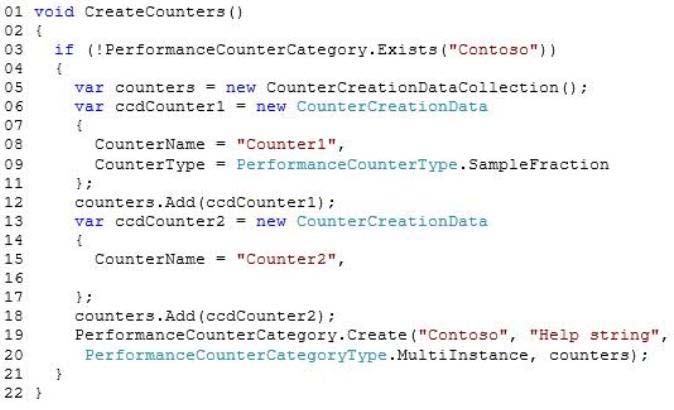 01 void CreateCounters()
02 {
03   if (!PerformanceCounterCategory.Exists("Contoso"))
04   {
05     var counters = new CounterCreationDataCollection();
06     var ccdCounter1 = new CounterCreationData
07     {
08       CounterName = "Counter1",
09       CounterType = PerformanceCounterType.SampleFraction
11     };
12     counters.Add(ccdCounter1);
13     var ccdCounter2 = new CounterCreationData
14     {
15       CounterName = "Counter2",
16
17     };
18     counters.Add(ccdCounter2);
19     PerformanceCounterCategory.Create("Contoso", "Help string",
20      PerformanceCounterCategoryType.MultiInstance, counters);
21   }
22 }